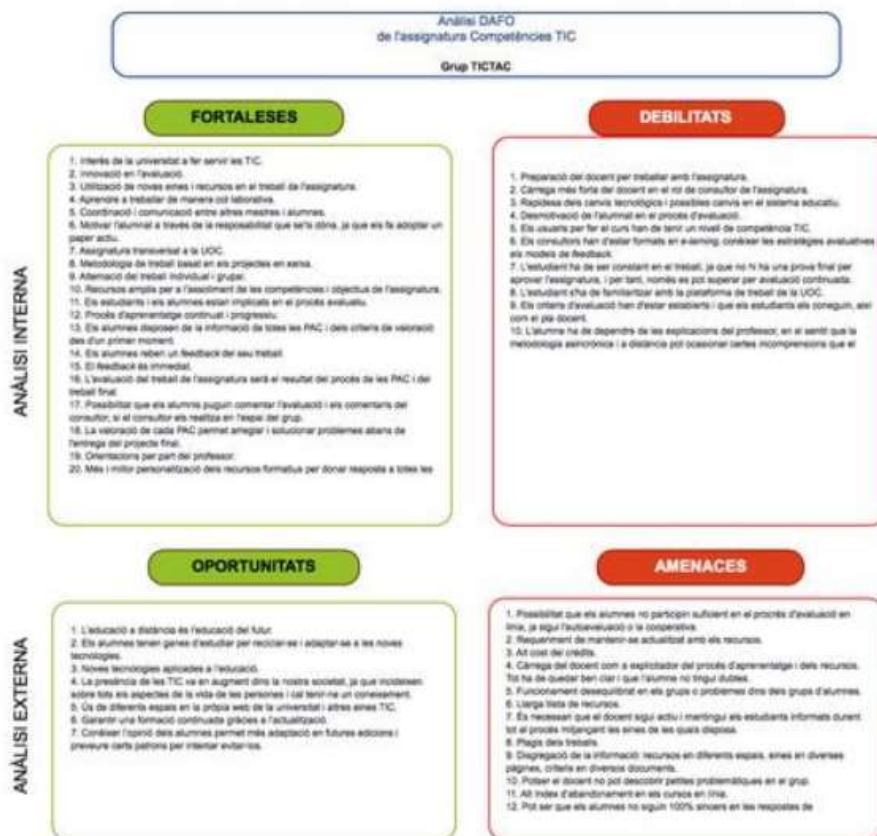 Anàlisi DAFO
de l'assignatura Competències TIC
Grup TICTAC
FORTALESES
1. Interès de la universitat a fer servir les TIC.
2. Innovació en l'avaluació.
3. Utilització de noves eines i recursos en el treball de l'assignatura.
4. Aprendre a treballar de manera col·laborativa.
5. Coordinació i comunicació entre altres mestres i alumnes.
6. Motivar l'alumnat a través de la responsabilitat que se'ls dóna, ja que els fa adoptar un
paper actiu.
7. Assignatura transversal a la UOC.
8. Metodologia de treball basat en els projectes en xarxa.
9. Alternació del treball individual i grupal.
10. Recursos amplis per a l'assoliment de les competències i objectius de l'assignatura.
11. Els estudiants i els alumnes estan implicats en el procés avaluatiu.
12. Procés d'aprenentatge continuat i progressiu.
13. Els alumnes disposen de la informació de totes les PAC i dels criteris de valoració
des d'un primer moment.
14. Els alumnes reben un feedback del seu treball.
15. El feedback és immediat.
16. L'avaluació del treball de l'assignatura serà el resultat del procés de les PAC i del
treball final.
17. Possibilitat que els alumnes puguin comentar l'avaluació i els comentaris del
consultor, si el consultor els realitza en l'espai del grup.
18. La valoració de cada PAC permet arreglar i solucionar problemes abans de
l'entrega del projecte final.
19. Orientacions per part del professor.
20. Més i millor personalització dels recursos formatius per donar resposta a totes les
DEBILITATS
1. Preparació del docent per treballar amb l'assignatura.
2. Càrrega més forta del docent en el rol de consultor de l'assignatura.
3. Rapidesa dels canvis tecnològics i possibles canvis en el sistema educatiu.
4. Desmotivació de l'alumnat en el procés d'avaluació.
5. Els usuaris per fer el curs han de tenir un nivell de competència TIC.
6. Els consultors han d'estar formats en e-learning: conèixer les estratègies avaluatives
els models de feedback.
7. L'estudiant ha de ser constant en el treball, ja que no hi ha una prova final per
aprovar l'assignatura, i per tant, només es pot superar per avaluació continuada.
8. L'estudiant s'ha de familiaritzar amb la plataforma de treball de la UOC.
9. Els criteris d'avaluació han d'estar establerts i que els estudiants els coneguin, així
com el pla docent.
10. L'alumne ha de dependre de les explicacions del professor, en el sentit que la
metodologia asincrònica i a distància pot ocasionar certes incomprensions que el
ANÀLISI INTERNA
OPORTUNITATS
1. L'educació a distància és l'educació del futur.
2. Els alumnes tenen ganes d'estudiar per reciclar-se i adaptar-se a les noves
tecnologies.
3. Noves tecnologies aplicades a l'educació.
4. La presència de les TIC va en augment dins la nostra societat, ja que incideixen
sobre tots els aspectes de la vida de les persones i cal tenir-ne un coneixement.
5. Ús de diferents espais en la pròpia web de la universitat i altres eines TIC.
6. Garantir una formació continuada gràcies a l'actualització.
7. Conèixer l'opinió dels alumnes permet més adaptació en futures edicions i
preveure certs patrons per intentar evitar-los.
AMENACES
1. Possibilitat que els alumnes no participin suficient en el procés d'avaluació en
línia, ja sigui l'autoavaluació o la cooperativa.
2. Requeriment de mantenir-se actualitzat amb els recursos.
3. Alt cost del crèdits.
4. Càrrega del docent com a explicitador del procés d'aprenentatge i dels recursos.
Tot ha de quedar ben clar i que l'alumne no tingui dubtes.
5. Funcionament desequilibrat en els grups o problemes dins dels grups d'alumnes.
6. Llarga llista de recursos.
7. És necessari que el docent sigui actiu i mantingui els estudiants informats durant
tot el procés mitjançant les eines de les quals disposa.
8. Plagis dels treballs.
9. Disgregació de la informació: recursos en diferents espais, eines en diverses
pàgines, criteris en diversos documents.
10. Potser el docent no pot descobrir petites problemàtiques en el grup.
11. Alt índex d'abandonament en els cursos en línia.
12. Pot ser que els alumnes no siguin 100% sincers en les respostes de
ANÀLISI EXTERNA